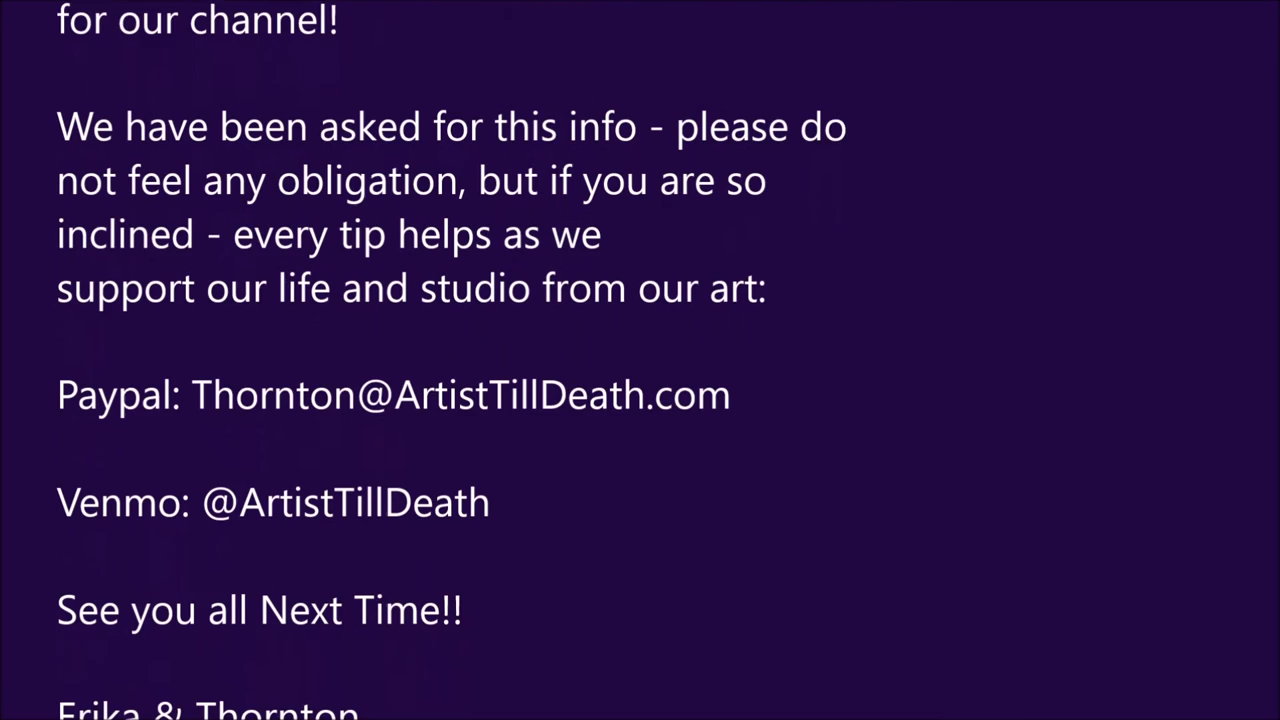 for our channel!
We have been asked for this info - please do
not feel any obligation, but if you are so
inclined - every tip helps as we
support our life and studio from our art:
Paypal: Thornton@ArtistTillDeath.com
Venmo: @ArtistTillDeath
See you all Next Time!!
Erika & Thornton